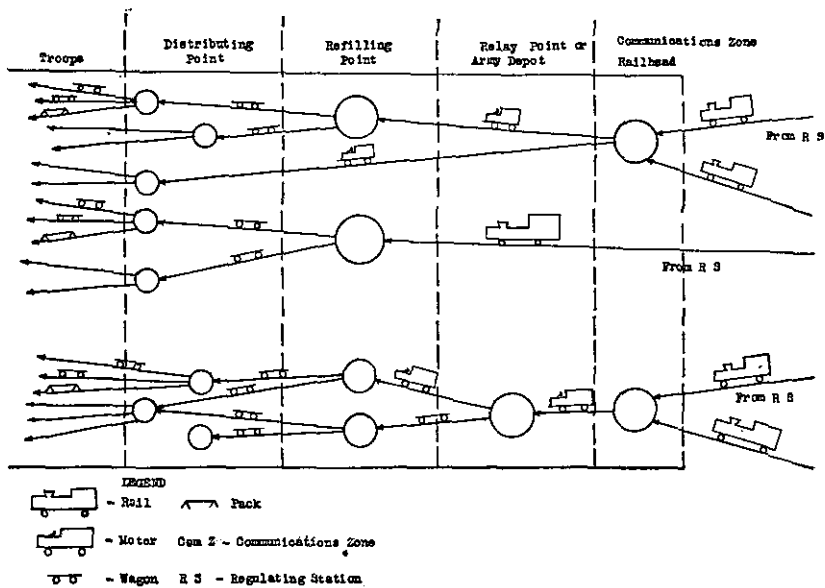 Troops
Distributing
Point
Refilling
Point
Relay Point or
Army Depot
Communications Zone
Railhead
From R S
From R S
From R S
LEGEND
- Rail
Pack
- Motor
Com Z - Communications Zone
- Wagon
R S - Regulating Station